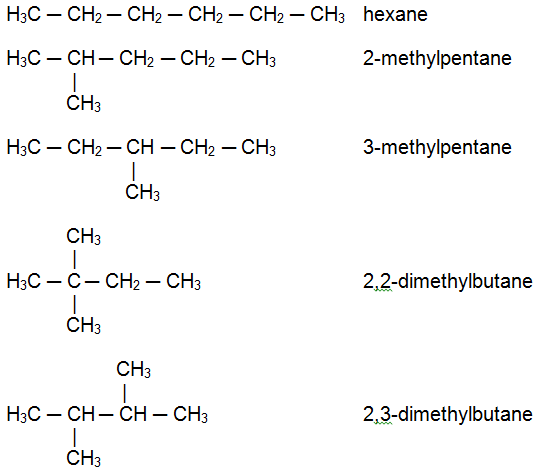 H₃C — CH₂ — CH₂ — CH₂ — CH₂ — CH₃ hexane
H₃C — CH — CH₂ — CH₂ — CH₃ 2-methylpentane
CH₃
H₃C — CH₂ — CH — CH₂ — CH₃ 3-methylpentane
CH₃
CH₃
H₃C — C — CH₂ — CH₃ 2,2-dimethylbutane
CH₃
CH₃
H₃C — CH — CH — CH₃ 2,3-dimethylbutane
CH₃